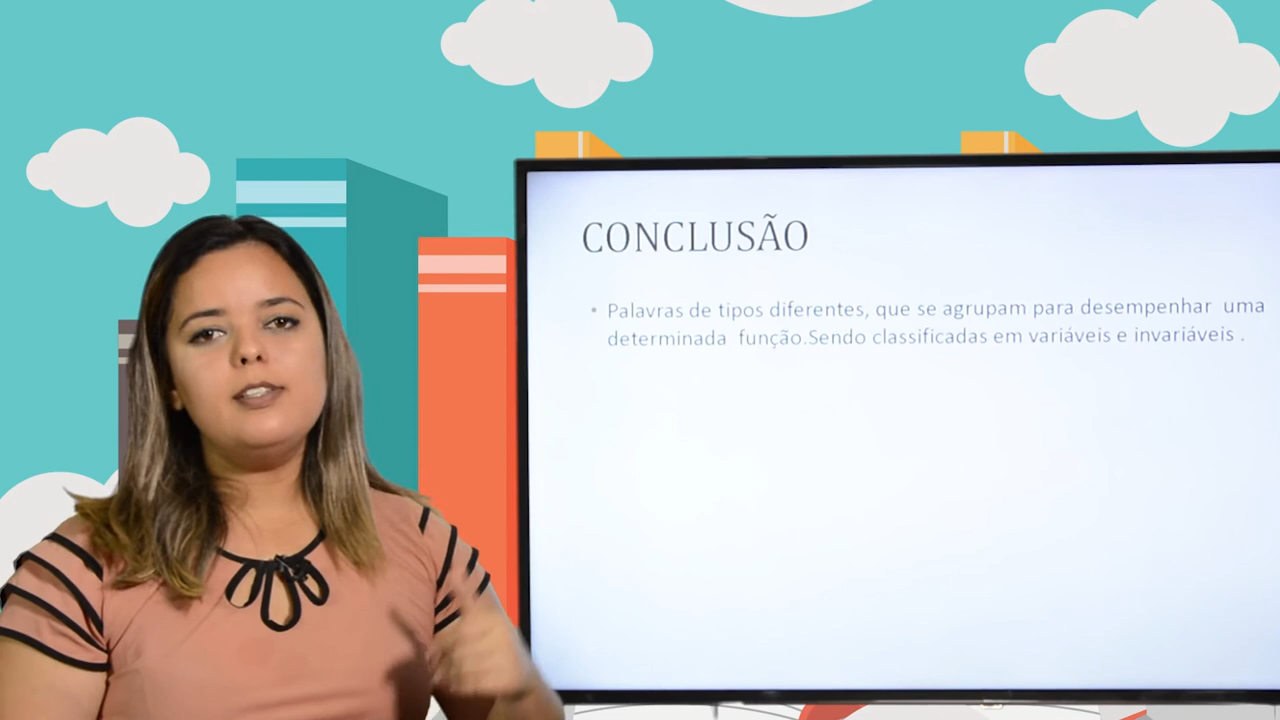 CONCLUSÃO
• Palavras de tipos diferentes, que se agrupam para desempenhar uma
determinada função.Sendo classificadas em variáveis e invariáveis .